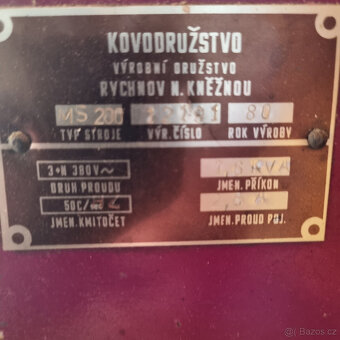 KOVODRUŽSTVO
VÝROBNÍ DRUŽSTVO
RYCHNOV N. KNĚŽNOU
MS 200 80
TYP STROJE VÝR. ČÍSLO ROK VÝROBY
3+N 380V~
DRUH PROUDU JMEN. PŘÍKON
50C/
JMEN. KMITOČET JMEN. PROUD POJ.
bazos.cz